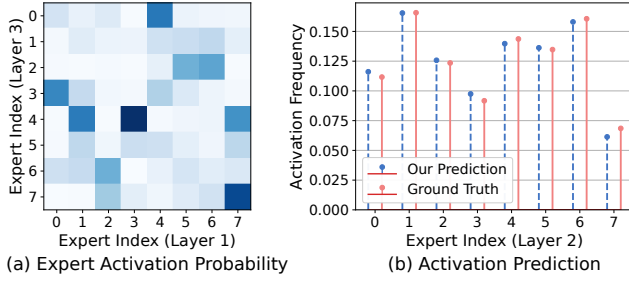 Expert Index (Layer 3)
0
1
2
3
4
5
6
7
0 1 2 3 4 5 6 7
Expert Index (Layer 1)
(a) Expert Activation Probability
Activation Frequency
0.150
0.125
0.100
0.075
0.050
0.025
0.000
Our Prediction
Ground Truth
0 1 2 3 4 5 6 7
Expert Index (Layer 2)
(b) Activation Prediction